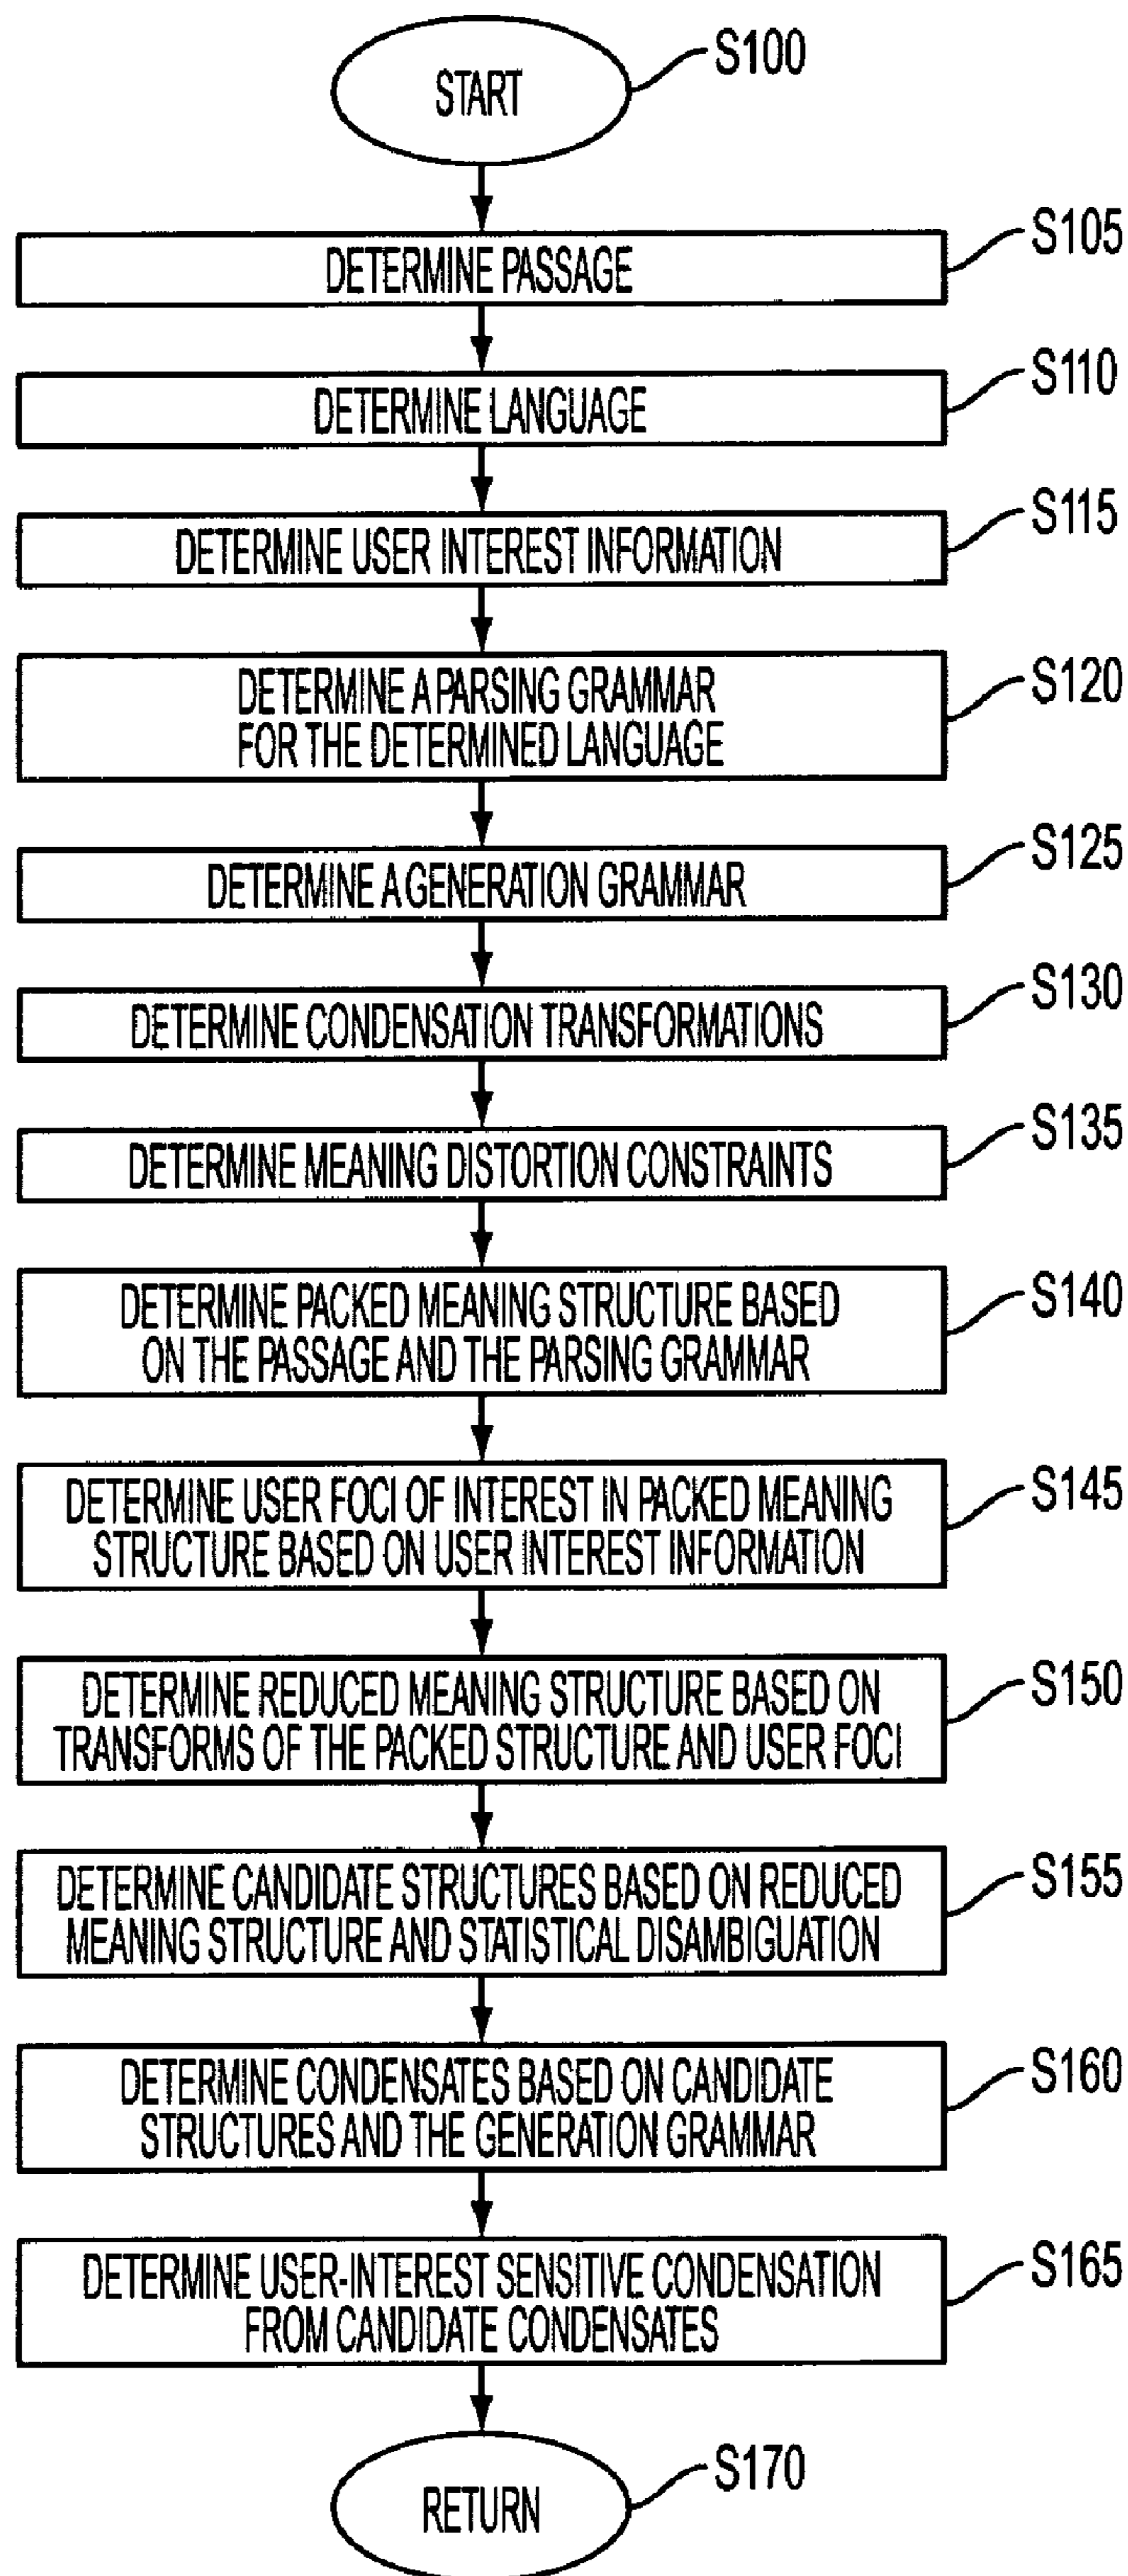 START
S100
DETERMINE PASSAGE
S105
DETERMINE LANGUAGE
S110
DETERMINE USER INTEREST INFORMATION
S115
DETERMINE A PARSING GRAMMAR
FOR THE DETERMINED LANGUAGE
S120
DETERMINE A GENERATION GRAMMAR
S125
DETERMINE CONDENSATION TRANSFORMATIONS
S130
DETERMINE MEANING DISTORTION CONSTRAINTS
S135
DETERMINE PACKED MEANING STRUCTURE BASED
ON THE PASSAGE AND THE PARSING GRAMMAR
S140
DETERMINE USER FOCI OF INTEREST IN PACKED MEANING
STRUCTURE BASED ON USER INTEREST INFORMATION
S145
DETERMINE REDUCED MEANING STRUCTURE BASED ON
TRANSFORMS OF THE PACKED STRUCTURE AND USER FOCI
S150
DETERMINE CANDIDATE STRUCTURES BASED ON REDUCED
MEANING STRUCTURE AND STATISTICAL DISAMBIGUATION
S155
DETERMINE CONDENSATES BASED ON CANDIDATE
STRUCTURES AND THE GENERATION GRAMMAR
S160
DETERMINE USER-INTEREST SENSITIVE CONDENSATION
FROM CANDIDATE CONDENSATES
S165
RETURN
S170